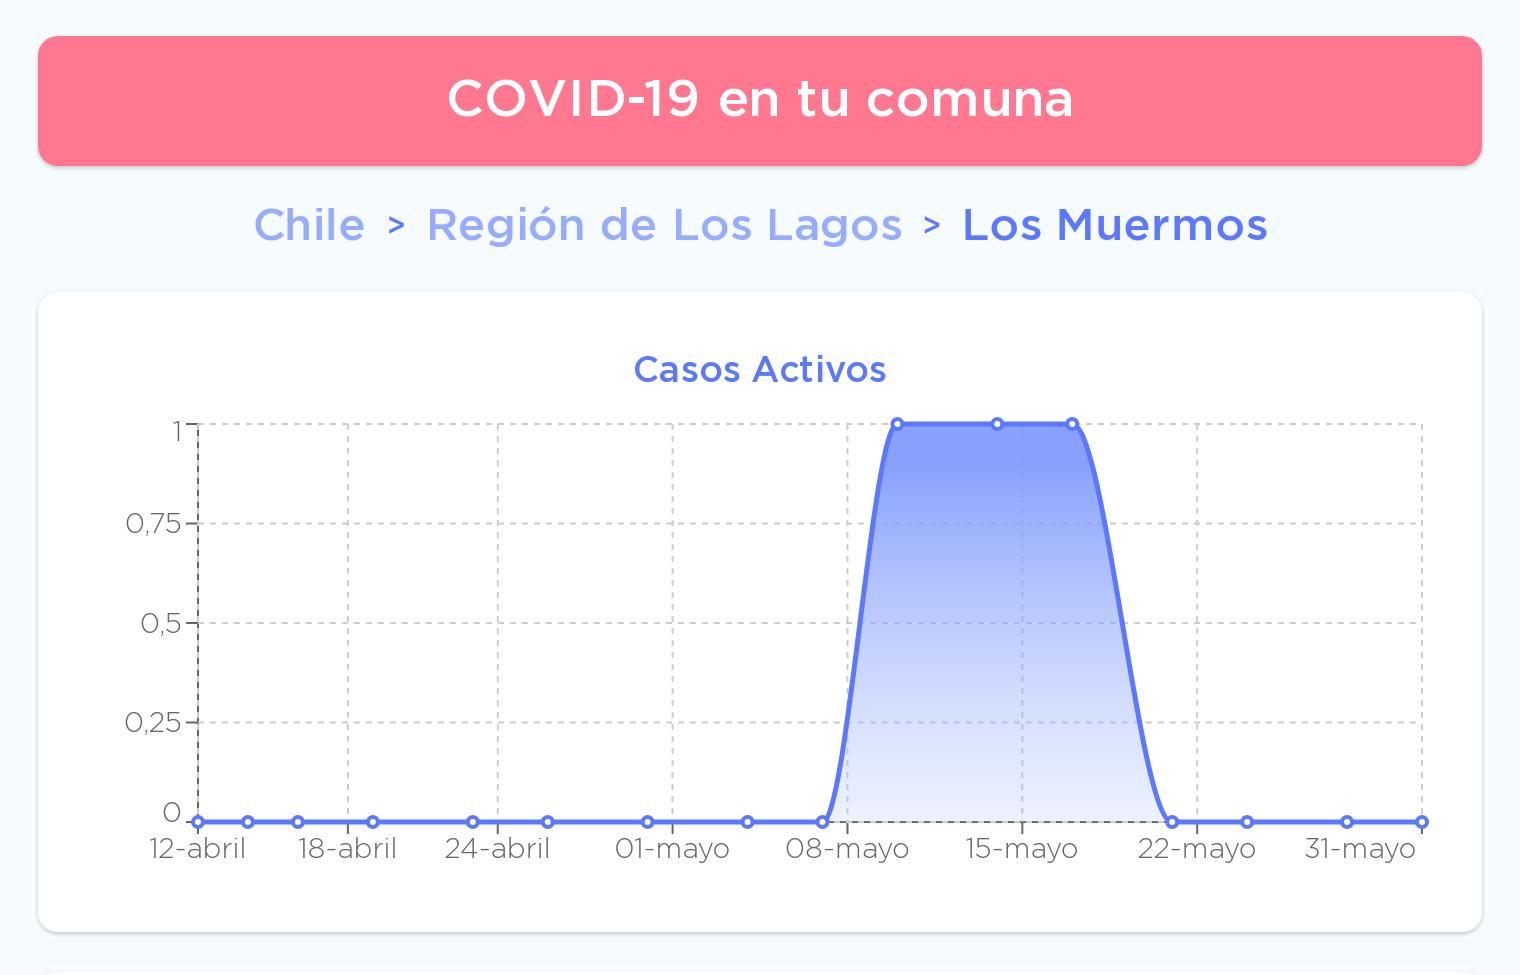 COVID-19 en tu comuna
Chile > Región de Los Lagos > Los Muermos
Casos Activos
1
0,75
0,5
0,25
0
12-abril 18-abril 24-abril 01-mayo 08-mayo 15-mayo 22-mayo 31-mayo